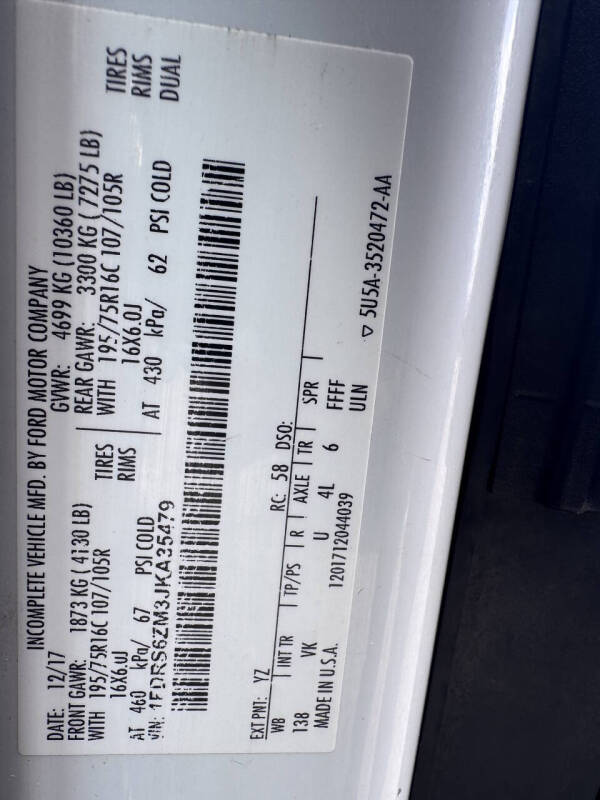 INCOMPLETE VEHICLE MFD. BY FORD MOTOR COMPANY
DATE: 12/17 GVWR: 4699 KG (10360 LB)
FRONT GAWR: 1873 KG ( 4130 LB) REAR GAWR: 3300 KG ( 7275 LB)
WITH 195/75R16C 107/105R TIRES WITH 195/75R16C 107/105R TIRES
16X6.0J RIMS 16X6.0J RIMS
AT 460 kPa/ 67 PSI COLD AT 430 kPa/ 62 PSI COLD DUAL
VIN: 1FDRS6ZM3JKA35479
EXT PNT: YZ RC: 58 DSO:
WB INT TR TP/PS R AXLE TR SPR
138 VK U 4L 6 FFFF
MADE IN U.S.A. 1201712044039 ULN
▽ 5U5A-3520472-AA